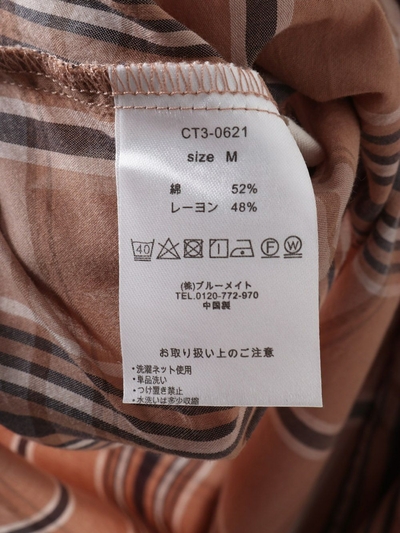 CT3-0621
size M
綿 52%
レーヨン 48%
40 F W
(株)ブルーメイト
TEL.0120-772-970
中国製
お取り扱い上のご注意
・洗濯ネット使用
・単品洗い
・つけ置き禁止
・水洗いは多少収縮